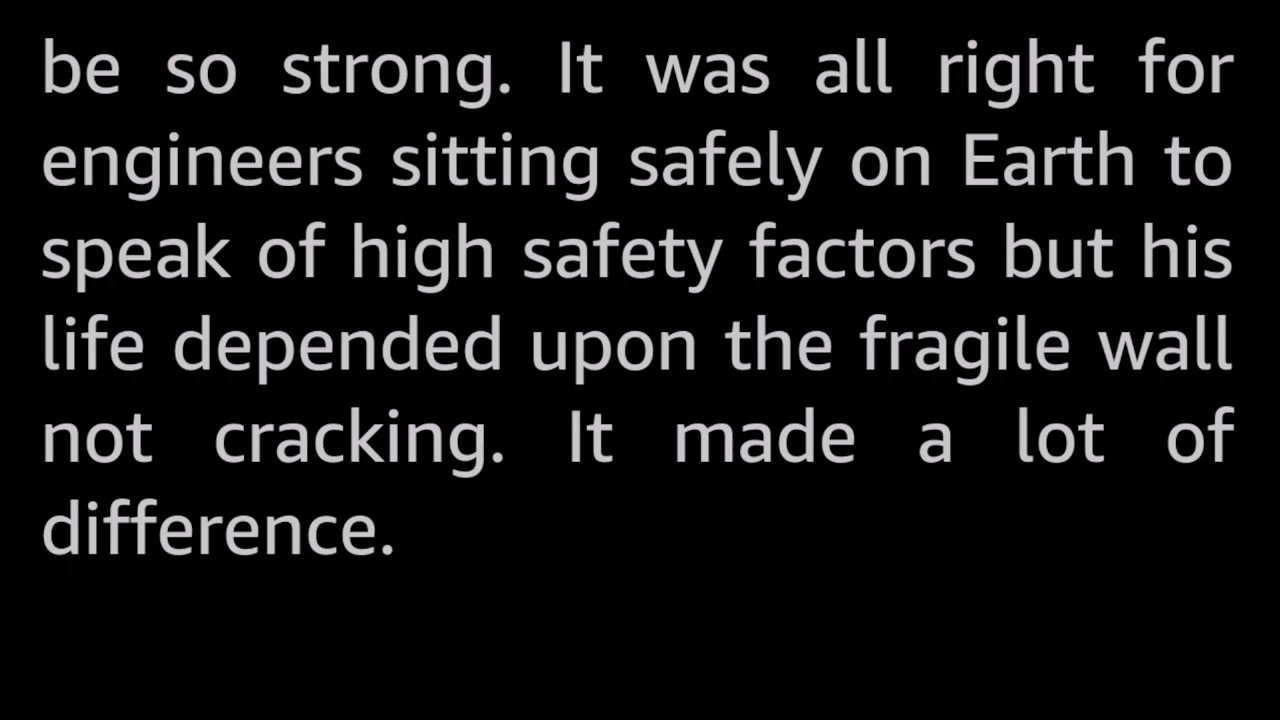 be so strong. It was all right for
engineers sitting safely on Earth to
speak of high safety factors but his
life depended upon the fragile wall
not cracking. It made a lot of
difference.